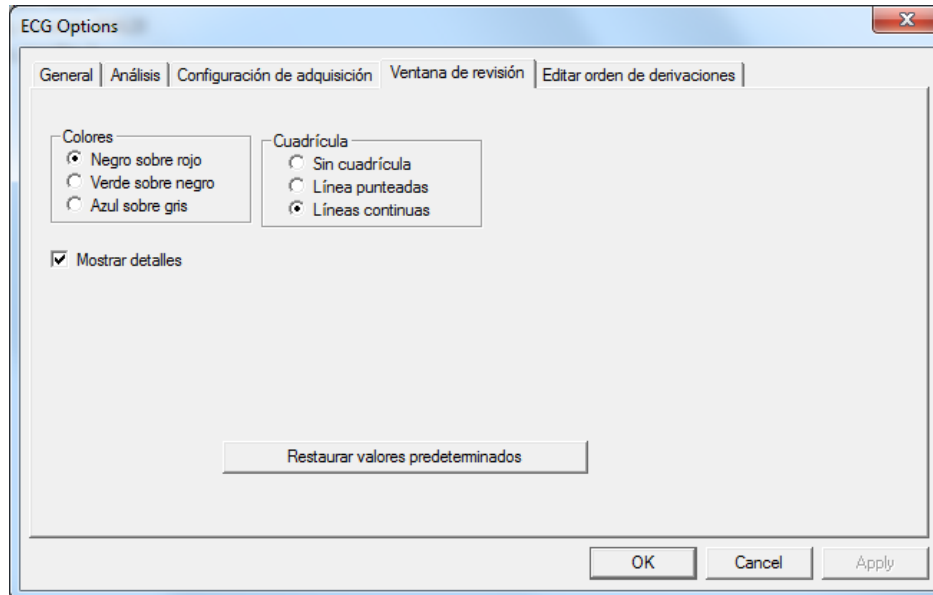 ECG Options
General Análisis Configuración de adquisición Ventana de revisión Editar orden de derivaciones
Colores
Negro sobre rojo
Verde sobre negro
Azul sobre gris
Cuadrícula
Sin cuadrícula
Línea punteadas
Líneas continuas
Mostrar detalles
Restaurar valores predeterminados
OK Cancel Apply